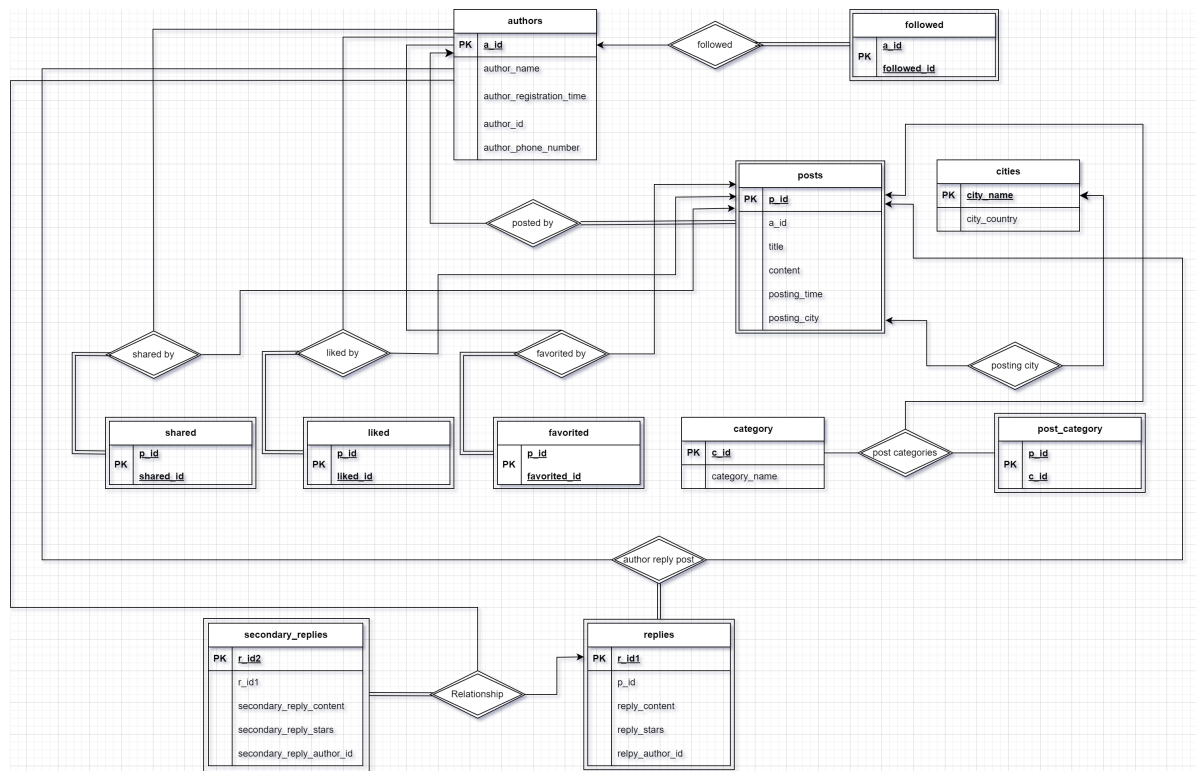 authors
PK a_id
author_name
author_registration_time
author_id
author_phone_number
followed
followed
PK
a_id
followed_id
posts
PK p_id
a_id
title
content
posting_time
posting_city
cities
PK city_name
city_country
posted by
shared by
liked by
favorited by
posting city
shared
PK
p_id
shared_id
liked
PK
p_id
liked_id
favorited
PK
p_id
favorited_id
category
PK c_id
category_name
post categories
post_category
PK
p_id
c_id
author reply post
secondary_replies
PK r_id2
r_id1
secondary_reply_content
secondary_reply_stars
secondary_reply_author_id
Relationship
replies
PK r_id1
p_id
reply_content
reply_stars
relpy_author_id